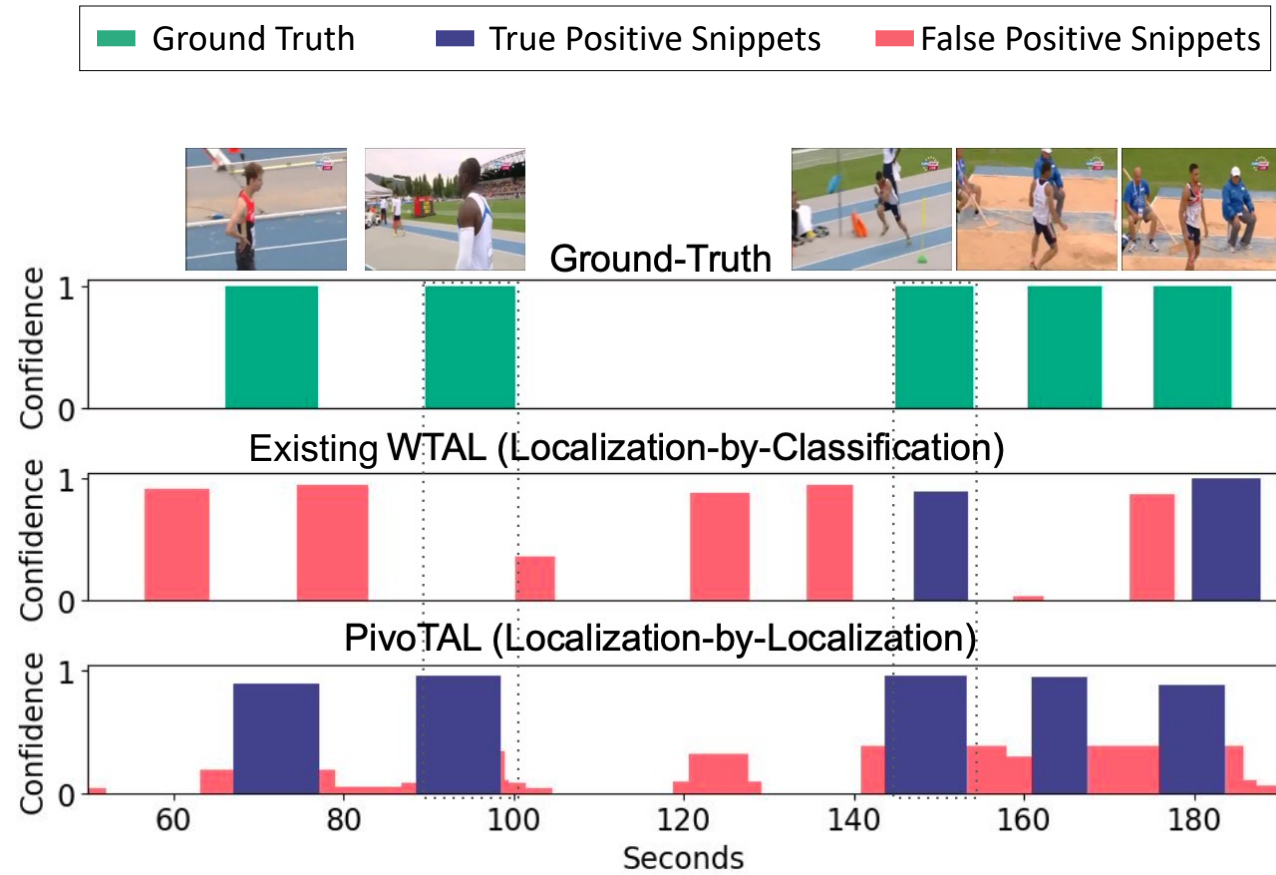 Ground Truth True Positive Snippets False Positive Snippets
Ground-Truth
Confidence
1
0
Existing WTAL (Localization-by-Classification)
Confidence
1
0
PivoTAL (Localization-by-Localization)
Confidence
1
0
60 80 100 120 140 160 180
Seconds